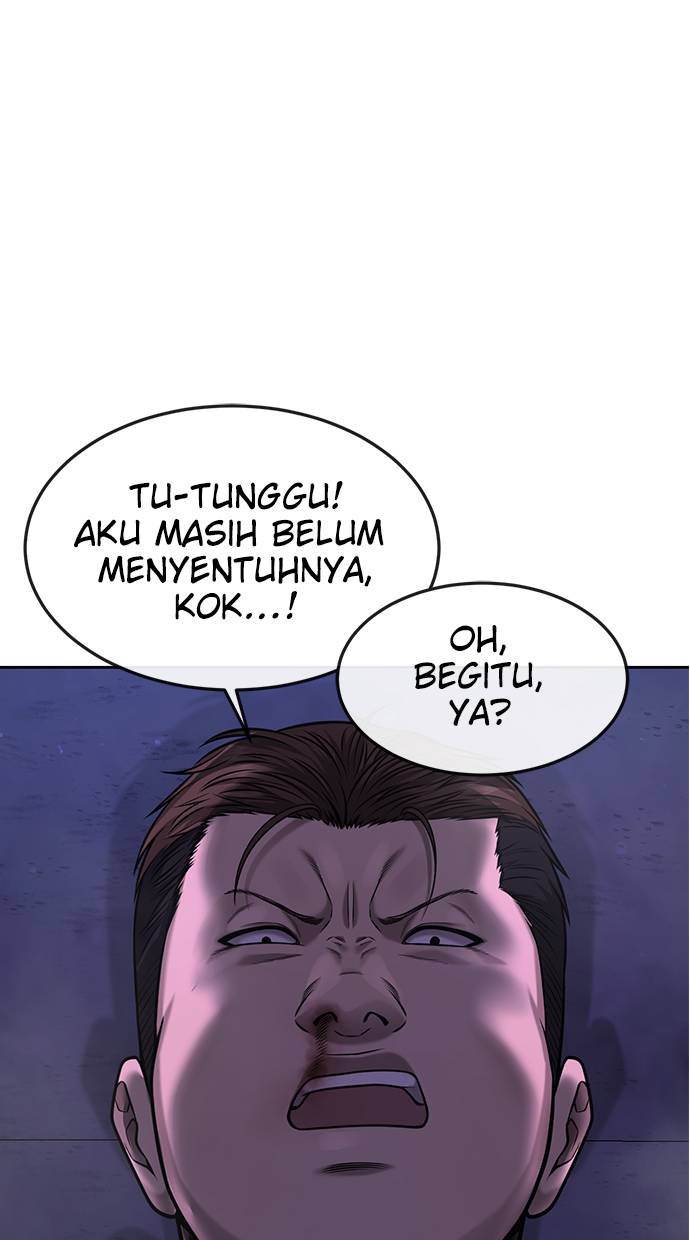 TU-TUNGGU!
AKU MASIH BELUM
MENYENTUHNYA,
KOK...!
OH,
BEGITU,
YA?